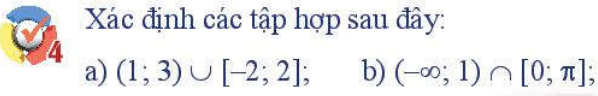 Xác định các tập hợp sau đây:
4
a) (1; 3) ∪ [–2; 2]; b) (–∞; 1) ∩ [0; π];